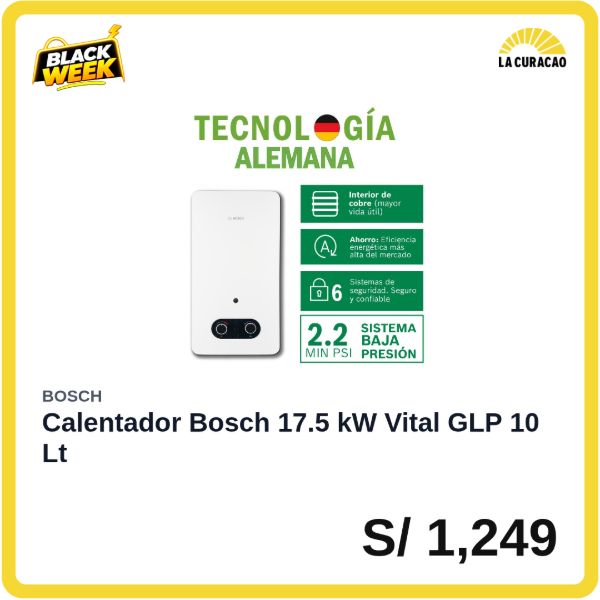 BLACK
WEEK
LA CURACAO
TECNOLOGÍA
ALEMANA
BOSCH
Interior de
cobre (mayor
vida útil)
A
Ahorro: Eficiencia
energética más
alta del mercado
6
Sistemas de
seguridad. Seguro
y confiable
2.2
MIN PSI
SISTEMA
BAJA
PRESIÓN
BOSCH
Calentador Bosch 17.5 kW Vital GLP 10
Lt
S/ 1,249